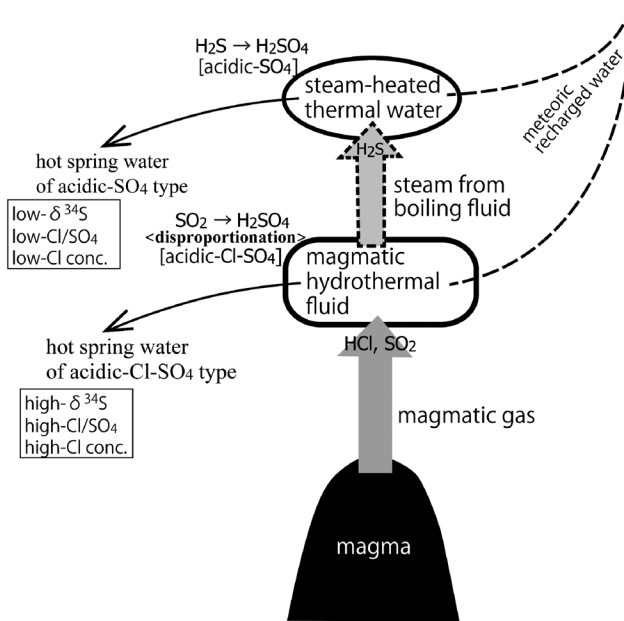 H₂S → H₂SO₄
[acidic-SO₄]
steam-heated
thermal water
meteoric
recharged water
H₂S
hot spring water
of acidic-SO₄ type
low- δ ³⁴S
low-Cl/SO₄
low-Cl conc.
steam from
boiling fluid
SO₂ → H₂SO₄
<disproportionation>
[acidic-Cl-SO₄]
magmatic
hydrothermal
fluid
hot spring water
of acidic-Cl-SO₄ type
high- δ ³⁴S
high-Cl/SO₄
high-Cl conc.
HCl, SO₂
magmatic gas
magma